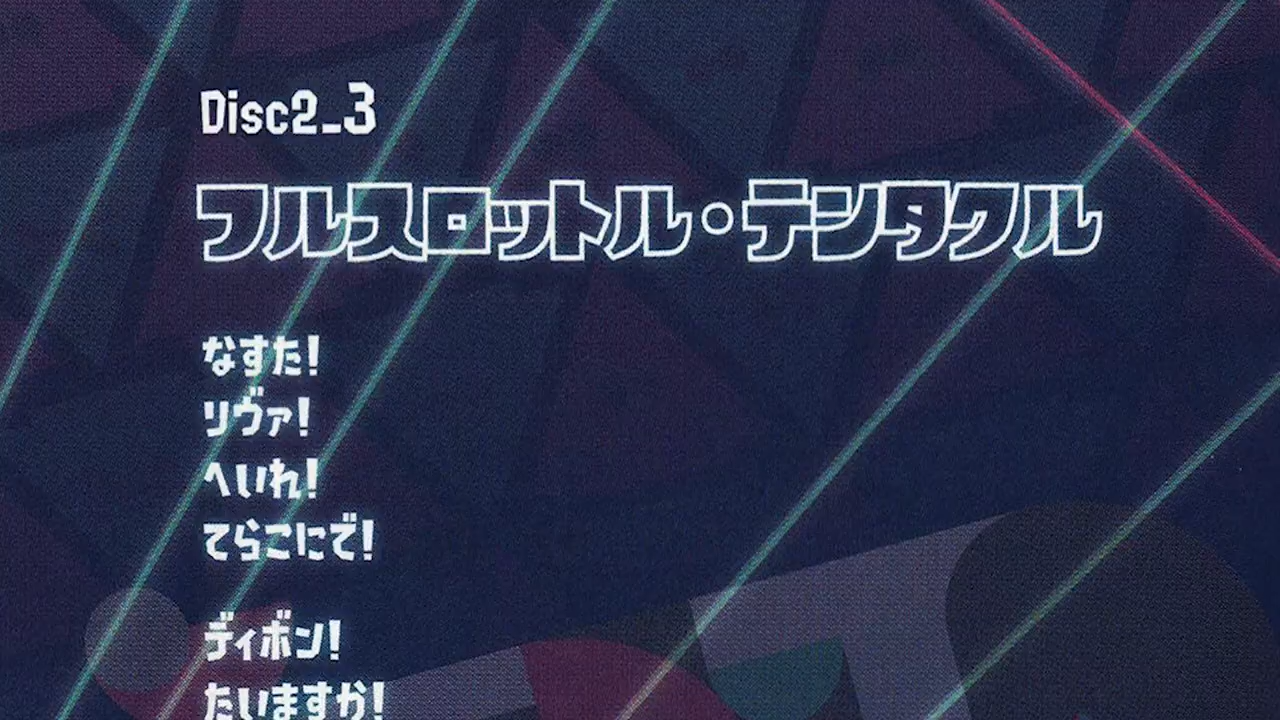 Disc2_3
フルスロットル・テンタクル
なすた!
リヴァ!
へいれ!
てらこにで!
ディボン!
たいますか!